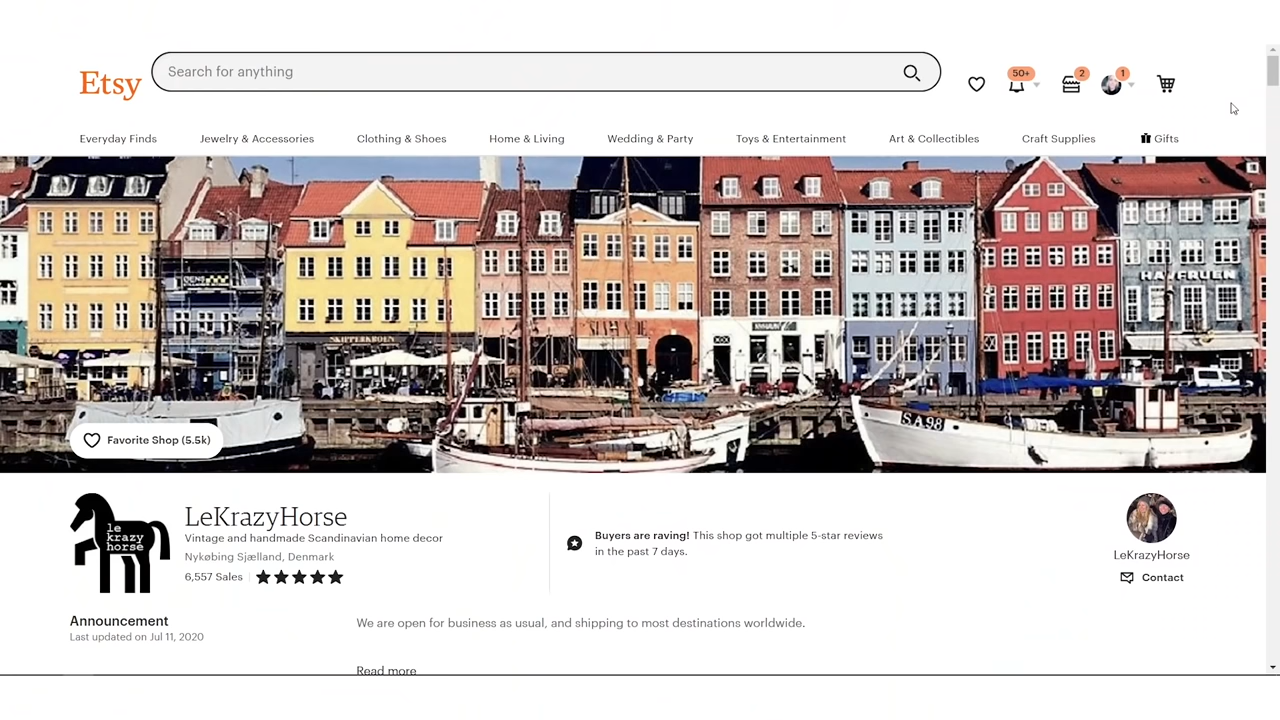 Etsy
Search for anything
50+
2
1
Everyday Finds
Jewelry & Accessories
Clothing & Shoes
Home & Living
Wedding & Party
Toys & Entertainment
Art & Collectibles
Craft Supplies
Gifts
HAVFRUEN
SKIPPERKROEN
NYHAVN
SA98
Favorite Shop (5.5k)
le
krazy
horse
LeKrazyHorse
Vintage and handmade Scandinavian home decor
Nykøbing Sjælland, Denmark
6,557 Sales
Buyers are raving! This shop got multiple 5-star reviews
in the past 7 days.
LeKrazyHorse
Contact
Announcement
Last updated on Jul 11, 2020
We are open for business as usual, and shipping to most destinations worldwide.
Read more